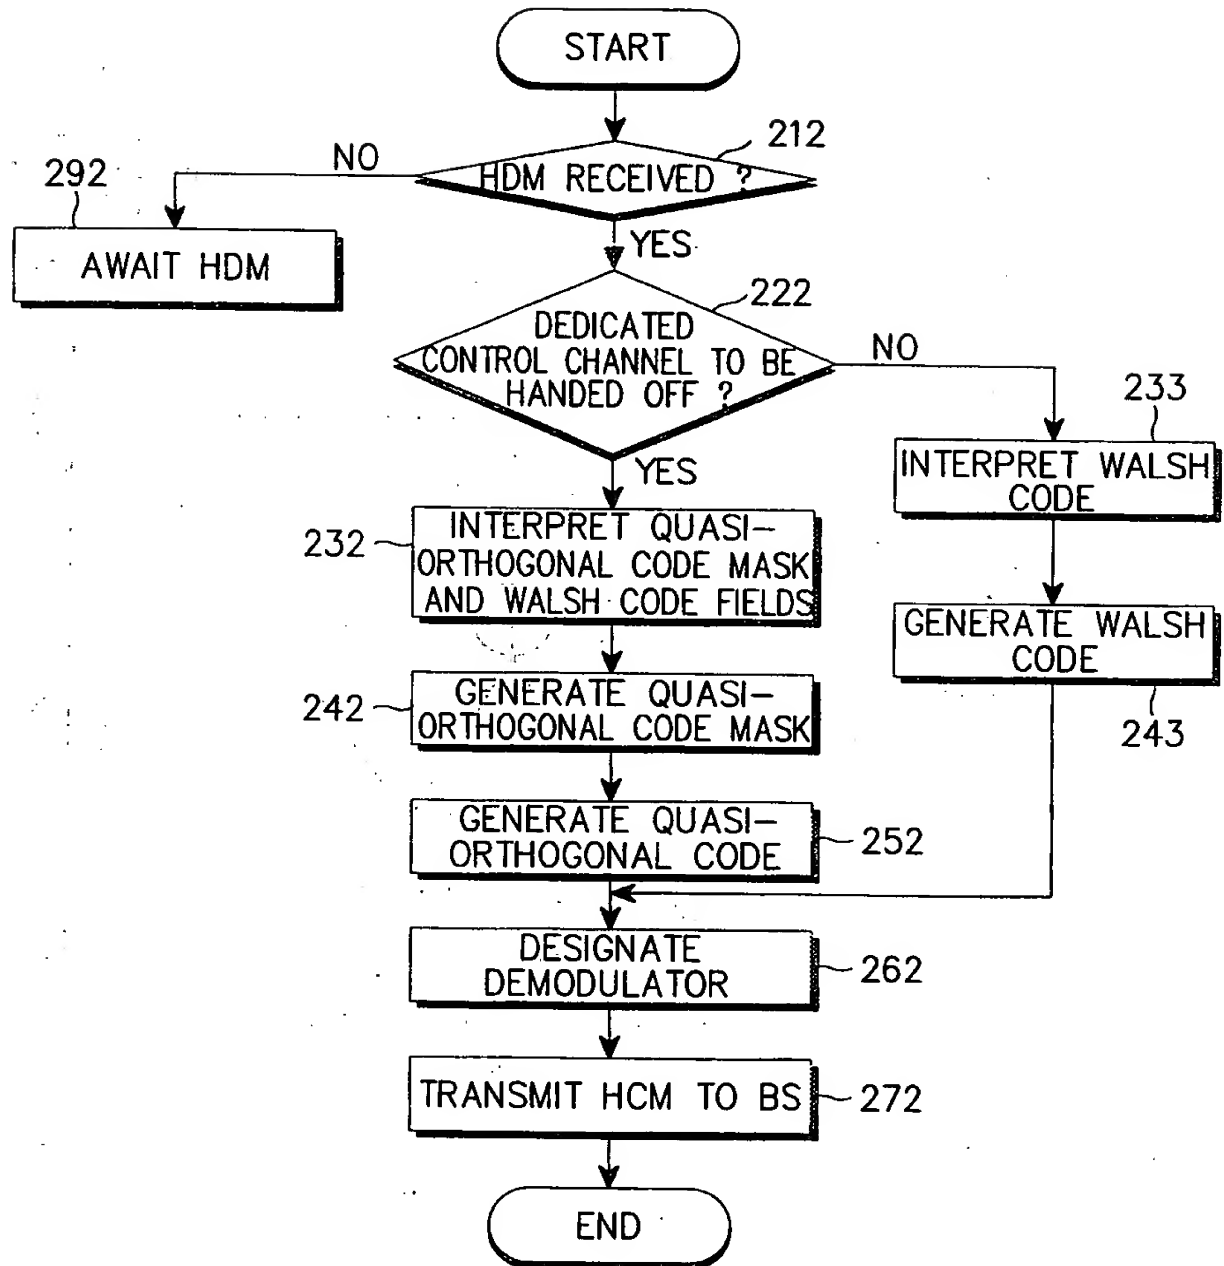 START
212
HDM RECEIVED ?
NO
292
AWAIT HDM
YES
222
DEDICATED
CONTROL CHANNEL TO BE
HANDED OFF ?
NO
233
INTERPRET WALSH
CODE
YES
232
INTERPRET QUASI-
ORTHOGONAL CODE MASK
AND WALSH CODE FIELDS
GENERATE WALSH
CODE
243
242
GENERATE QUASI-
ORTHOGONAL CODE MASK
GENERATE QUASI-
ORTHOGONAL CODE
252
DESIGNATE
DEMODULATOR
262
TRANSMIT HCM TO BS
272
END